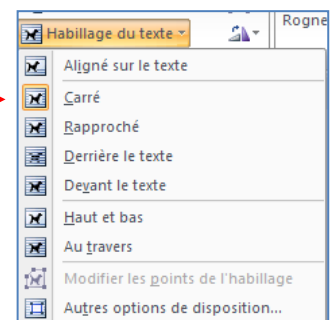 Rogne
Habillage du texte
Aligné sur le texte
Carré
Rapproché
Derrière le texte
Devant le texte
Haut et bas
Au travers
Modifier les points de l'habillage
Autres options de disposition...